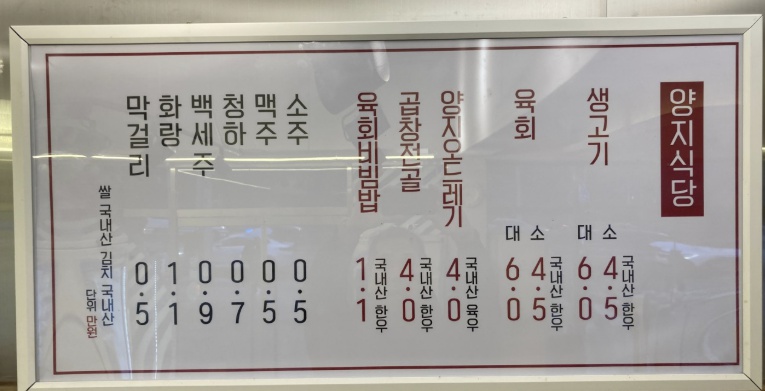 양지식당
생고기 소 4.5 대 6.0 국내산 한우
육회 소 4.5 대 6.0 국내산 한우
양지오드레기 4.0 국내산 육우
곱창전골 4.0 국내산 한우
육회비빔밥 1.1 국내산 한우
소주 0.5
맥주 0.5
청하 0.7
백세주 0.9
화랑 1.1
막걸리 0.5
쌀 국내산 김치 국내산
단위 만원